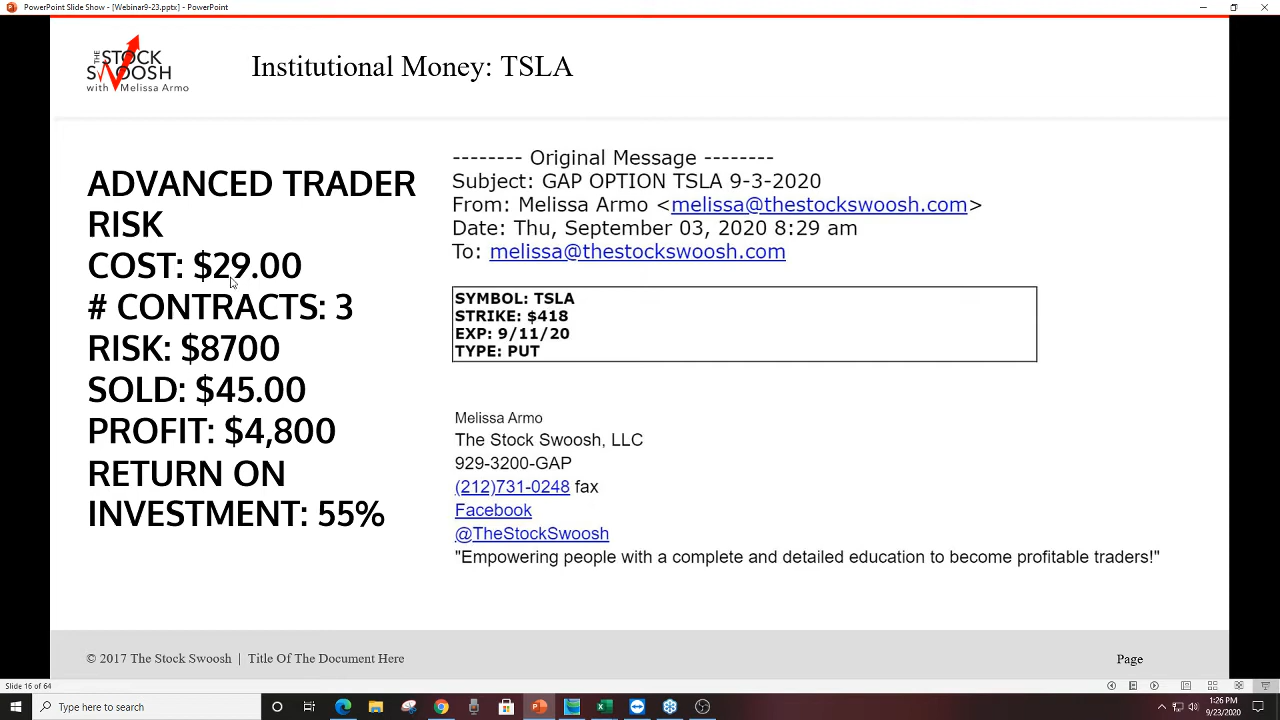 PowerPoint Slide Show - [Webinar9-23.pptx] - PowerPoint
THE STOCK SWOOSH
with Melissa Armo
Institutional Money: TSLA
ADVANCED TRADER
RISK
COST: $29.00
# CONTRACTS: 3
RISK: $8700
SOLD: $45.00
PROFIT: $4,800
RETURN ON
INVESTMENT: 55%
-------- Original Message --------
Subject: GAP OPTION TSLA 9-3-2020
From: Melissa Armo <melissa@thestockswoosh.com>
Date: Thu, September 03, 2020 8:29 am
To: melissa@thestockswoosh.com
SYMBOL: TSLA
STRIKE: $418
EXP: 9/11/20
TYPE: PUT
Melissa Armo
The Stock Swoosh, LLC
929-3200-GAP
(212)731-0248 fax
Facebook
@TheStockSwoosh
"Empowering people with a complete and detailed education to become profitable traders!"
© 2017 The Stock Swoosh | Title Of The Document Here
Page
Slide 16 of 64
Type here to search
1:26 PM
9/23/2020